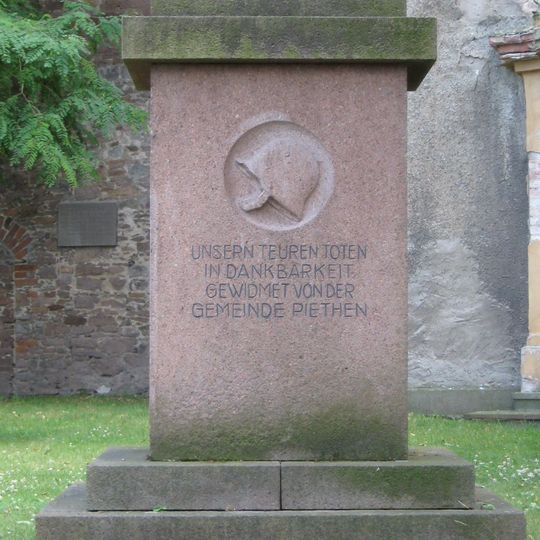 UNSERN TEUREN TOTEN
IN DANKBARKEIT
GEWIDMET VON DER
GEMEINDE PIETHEN